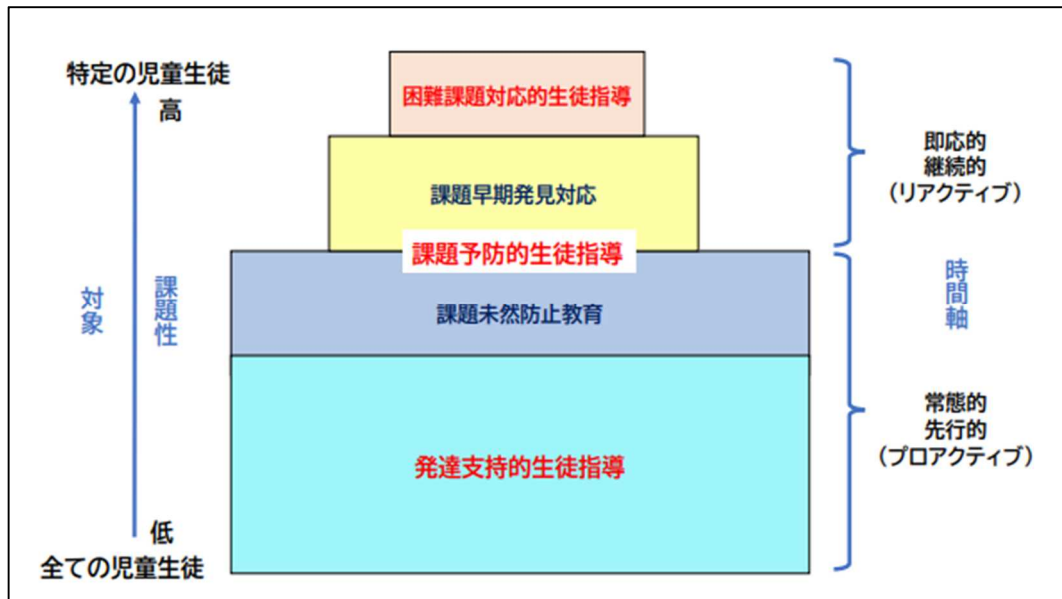 特定の児童生徒
高
対象
課題性
低
全ての児童生徒
困難課題対応的生徒指導
課題早期発見対応
課題予防的生徒指導
課題未然防止教育
発達支持的生徒指導
即応的
継続的
（リアクティブ）
時間軸
常態的
先行的
（プロアクティブ）